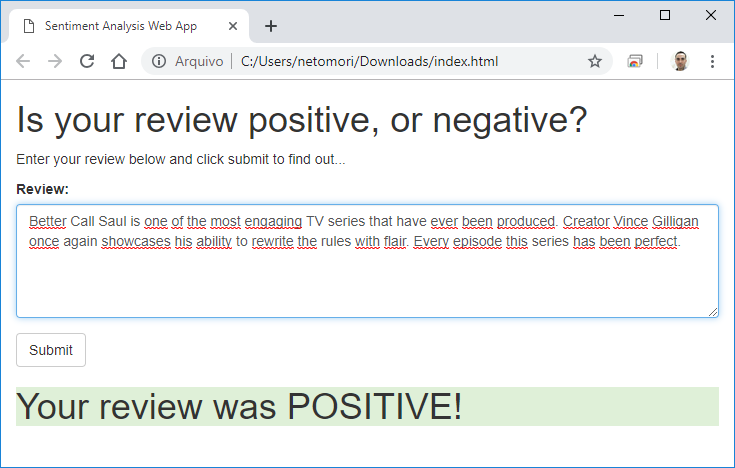 Sentiment Analysis Web App
Arquivo C:/Users/netomori/Downloads/index.html
Is your review positive, or negative?
Enter your review below and click submit to find out...
Review:
Better Call Saul is one of the most engaging TV series that have ever been produced. Creator Vince Gilligan
once again showcases his ability to rewrite the rules with flair. Every episode this series has been perfect.
Submit
Your review was POSITIVE!